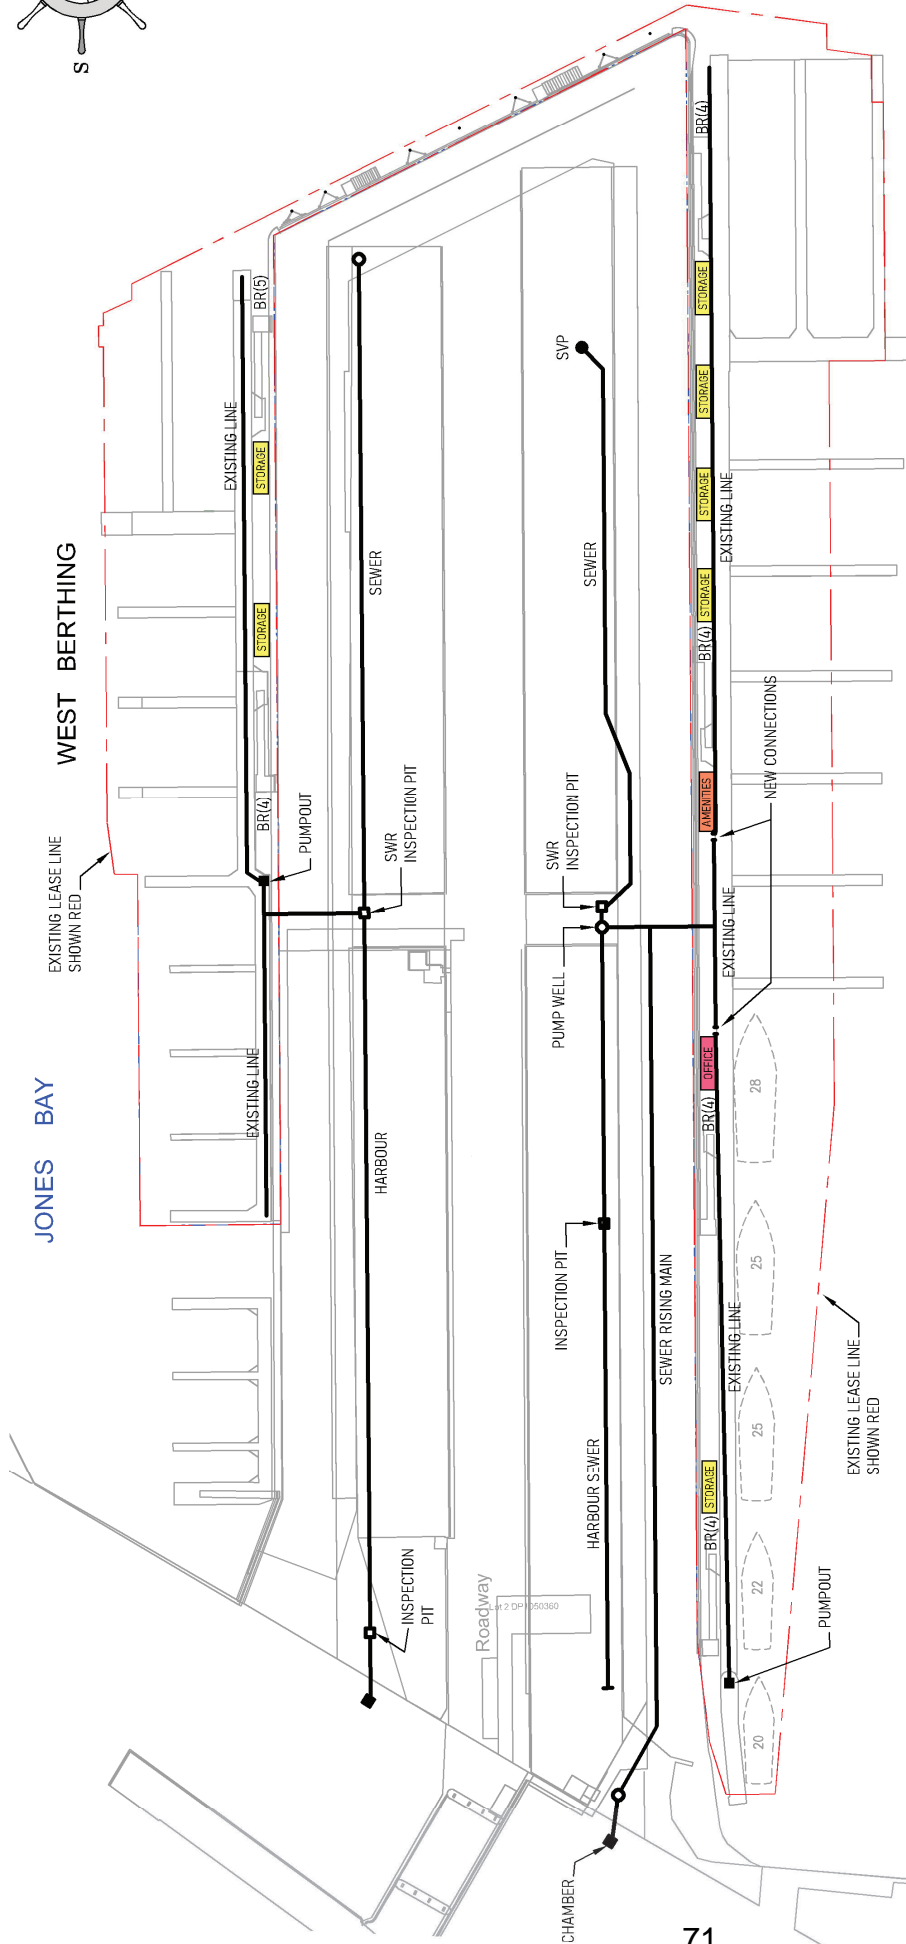 S
JONES BAY
WEST BERTHING
EXISTING LEASE LINE
SHOWN RED
EXISTING LINE
EXISTING LINE
BR(5)
STORAGE
STORAGE
BR(4)
PUMPOUT
SEWER
SWR
INSPECTION PIT
HARBOUR
INSPECTION
PIT
Roadway
Lot 2 DP1050360
SVP
SEWER
SWR
INSPECTION PIT
PUMP WELL
INSPECTION PIT
HARBOUR SEWER
SEWER RISING MAIN
CHAMBER
BR(4)
STORAGE
STORAGE
STORAGE
EXISTING LINE
STORAGE
BR(4)
AMENITIES
NEW CONNECTIONS
EXISTING LINE
OFFICE
BR(4)
EXISTING LINE
STORAGE
BR(4)
PUMPOUT
28
25
25
22
20
EXISTING LEASE LINE
SHOWN RED
71